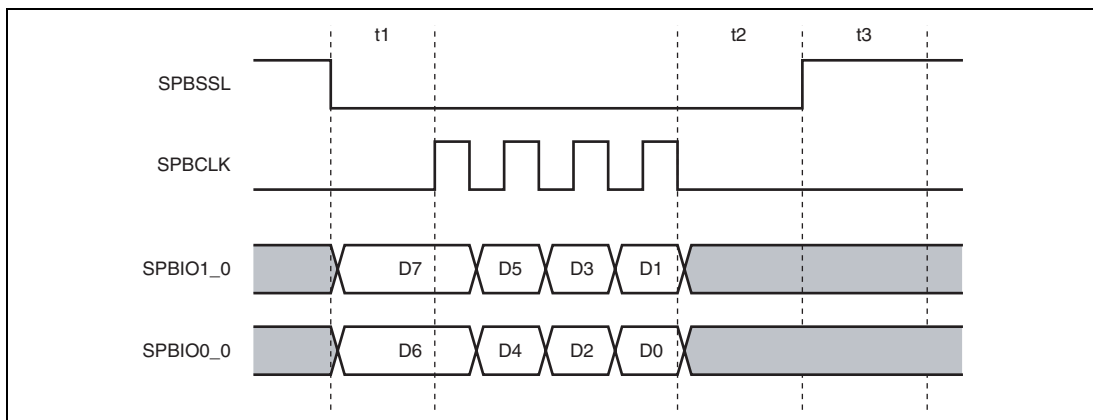 t1 t2 t3
SPBSSL
SPBCLK
SPBIO1_0 D7 D5 D3 D1
SPBIO0_0 D6 D4 D2 D0